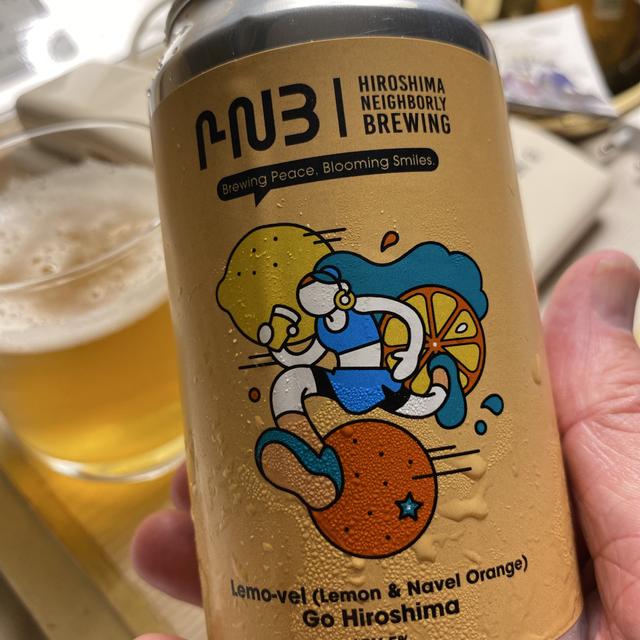 HNB
HIROSHIMA
NEIGHBORLY
BREWING
Brewing Peace, Blooming Smiles.
Lemo-vel (Lemon & Navel Orange)
Go Hiroshima